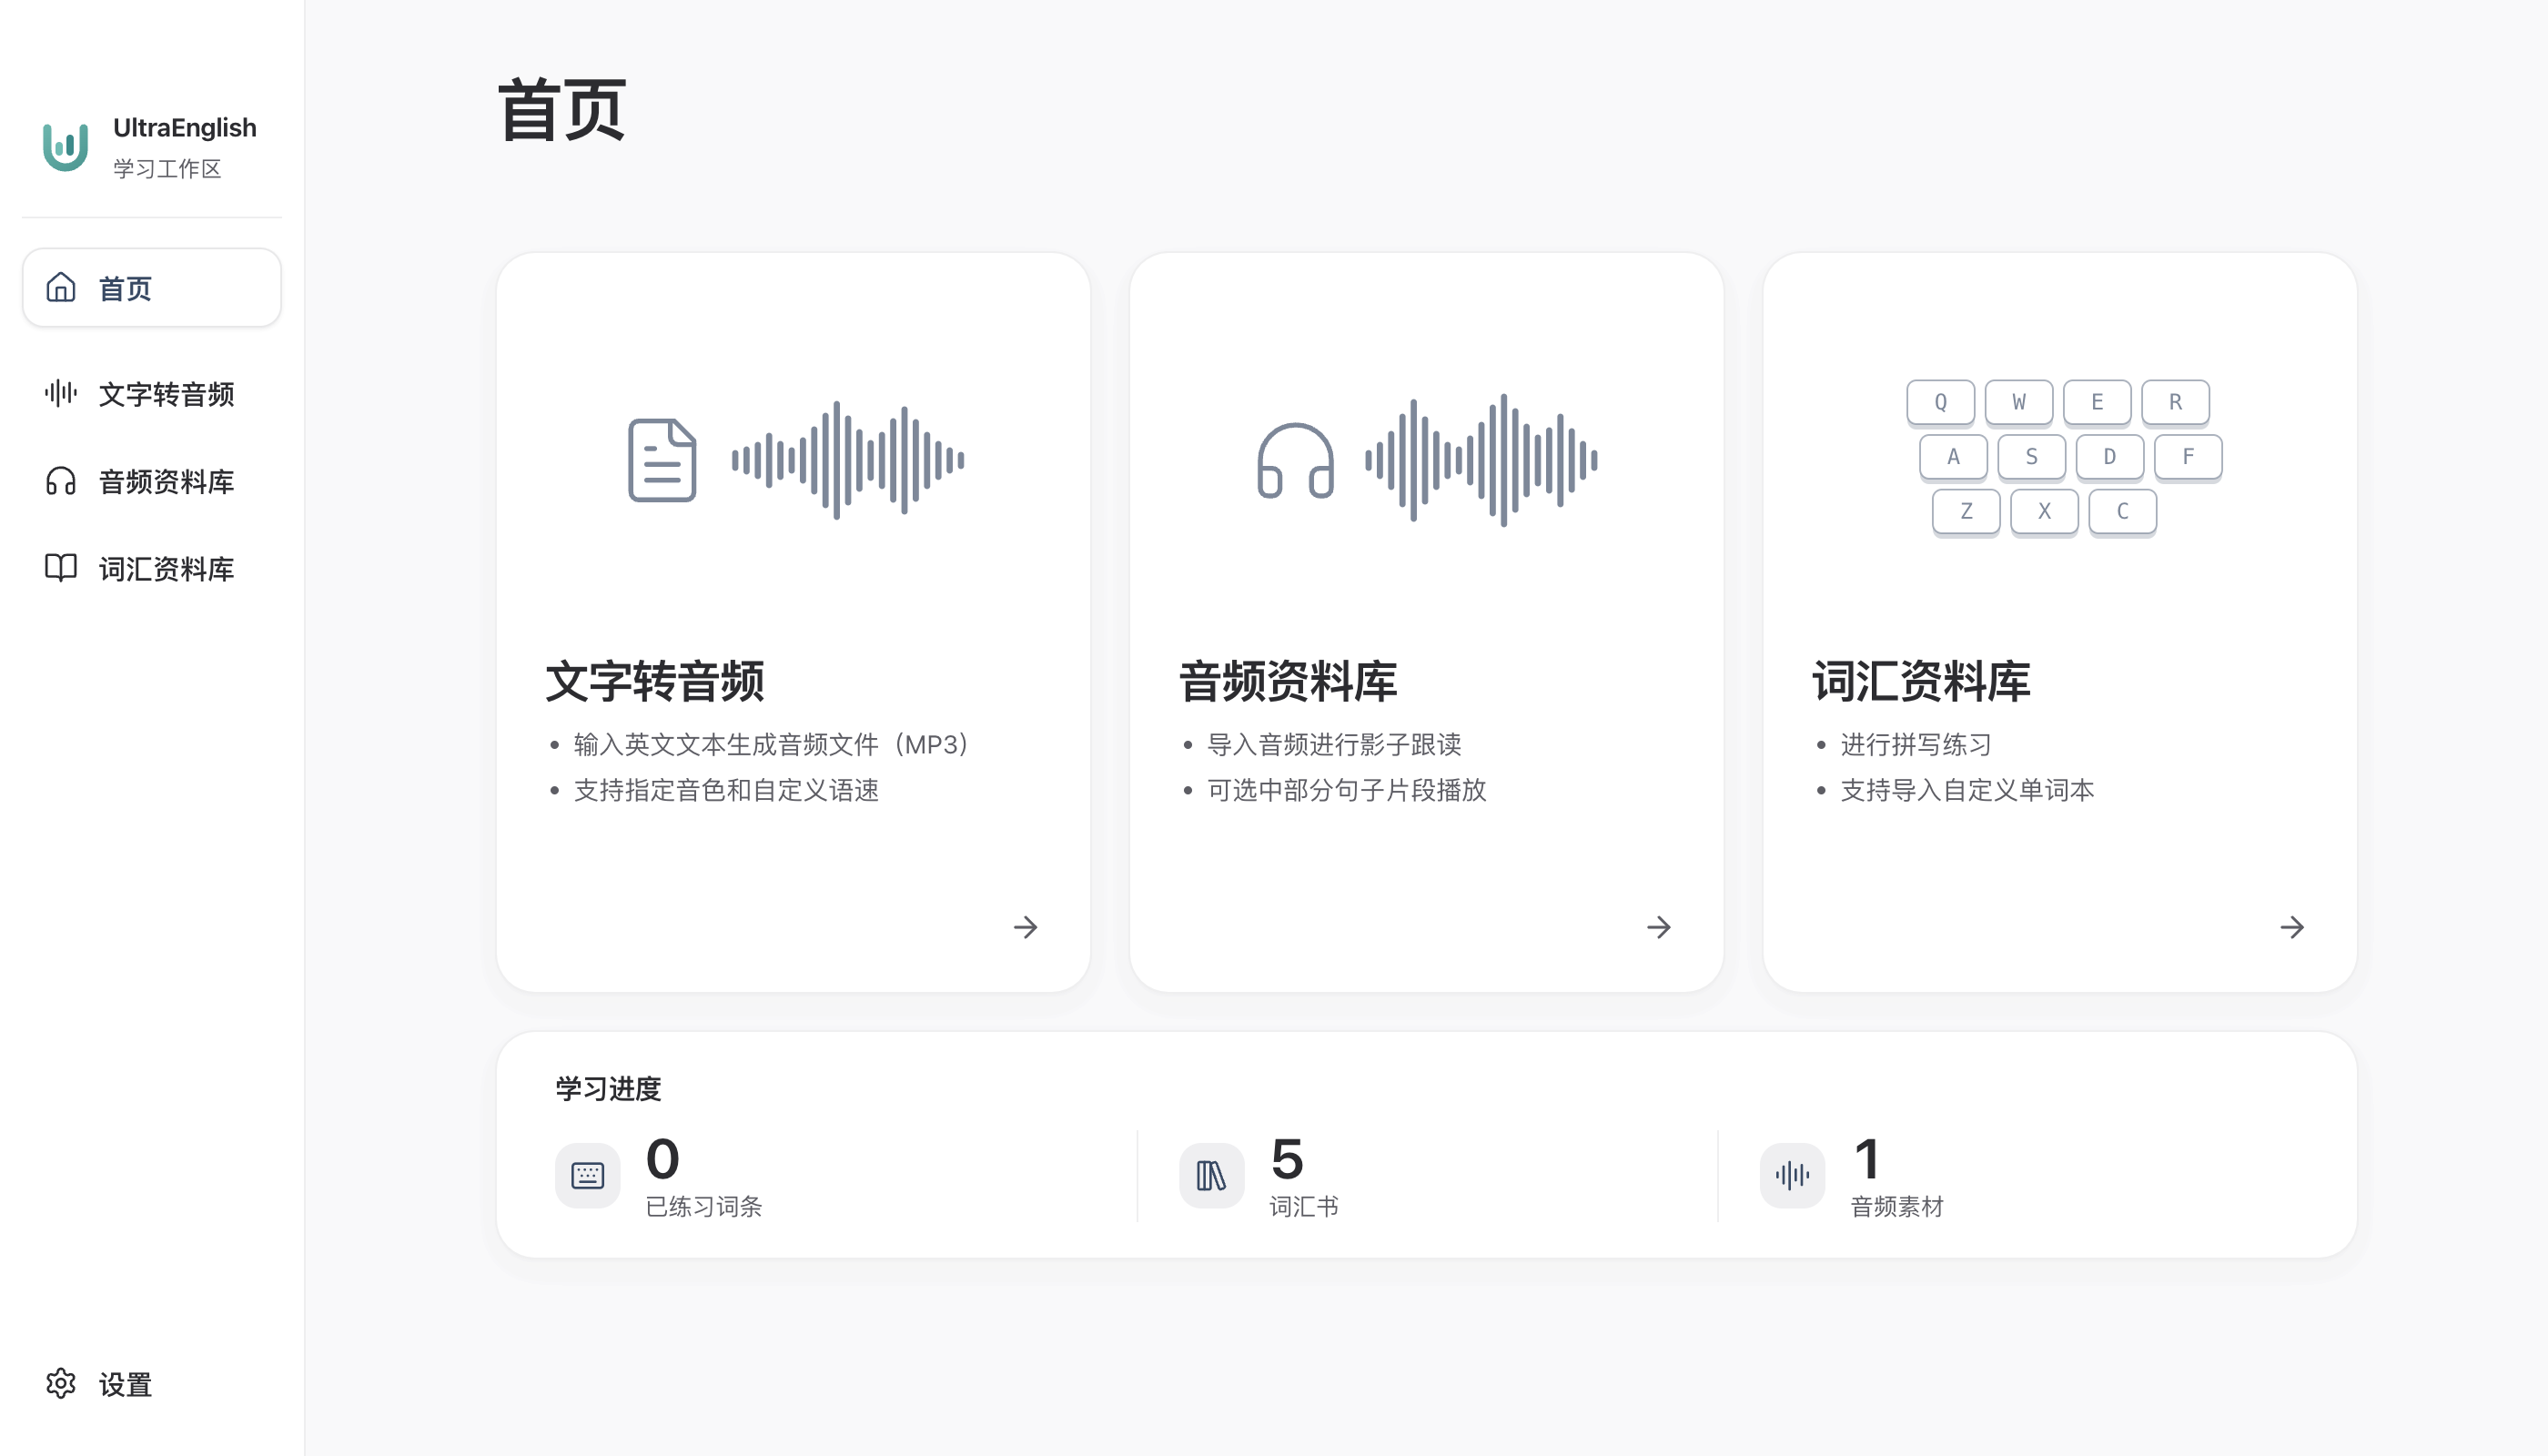 UltraEnglish
学习工作区
首页
文字转音频
音频资料库
词汇资料库
设置
首页
文字转音频
• 输入英文文本生成音频文件（MP3）
• 支持指定音色和自定义语速
音频资料库
• 导入音频进行影子跟读
• 可选中部分句子片段播放
Q W E R
A S D F
Z X C
词汇资料库
• 进行拼写练习
• 支持导入自定义单词本
学习进度
0
已练习词条
5
词汇书
1
音频素材